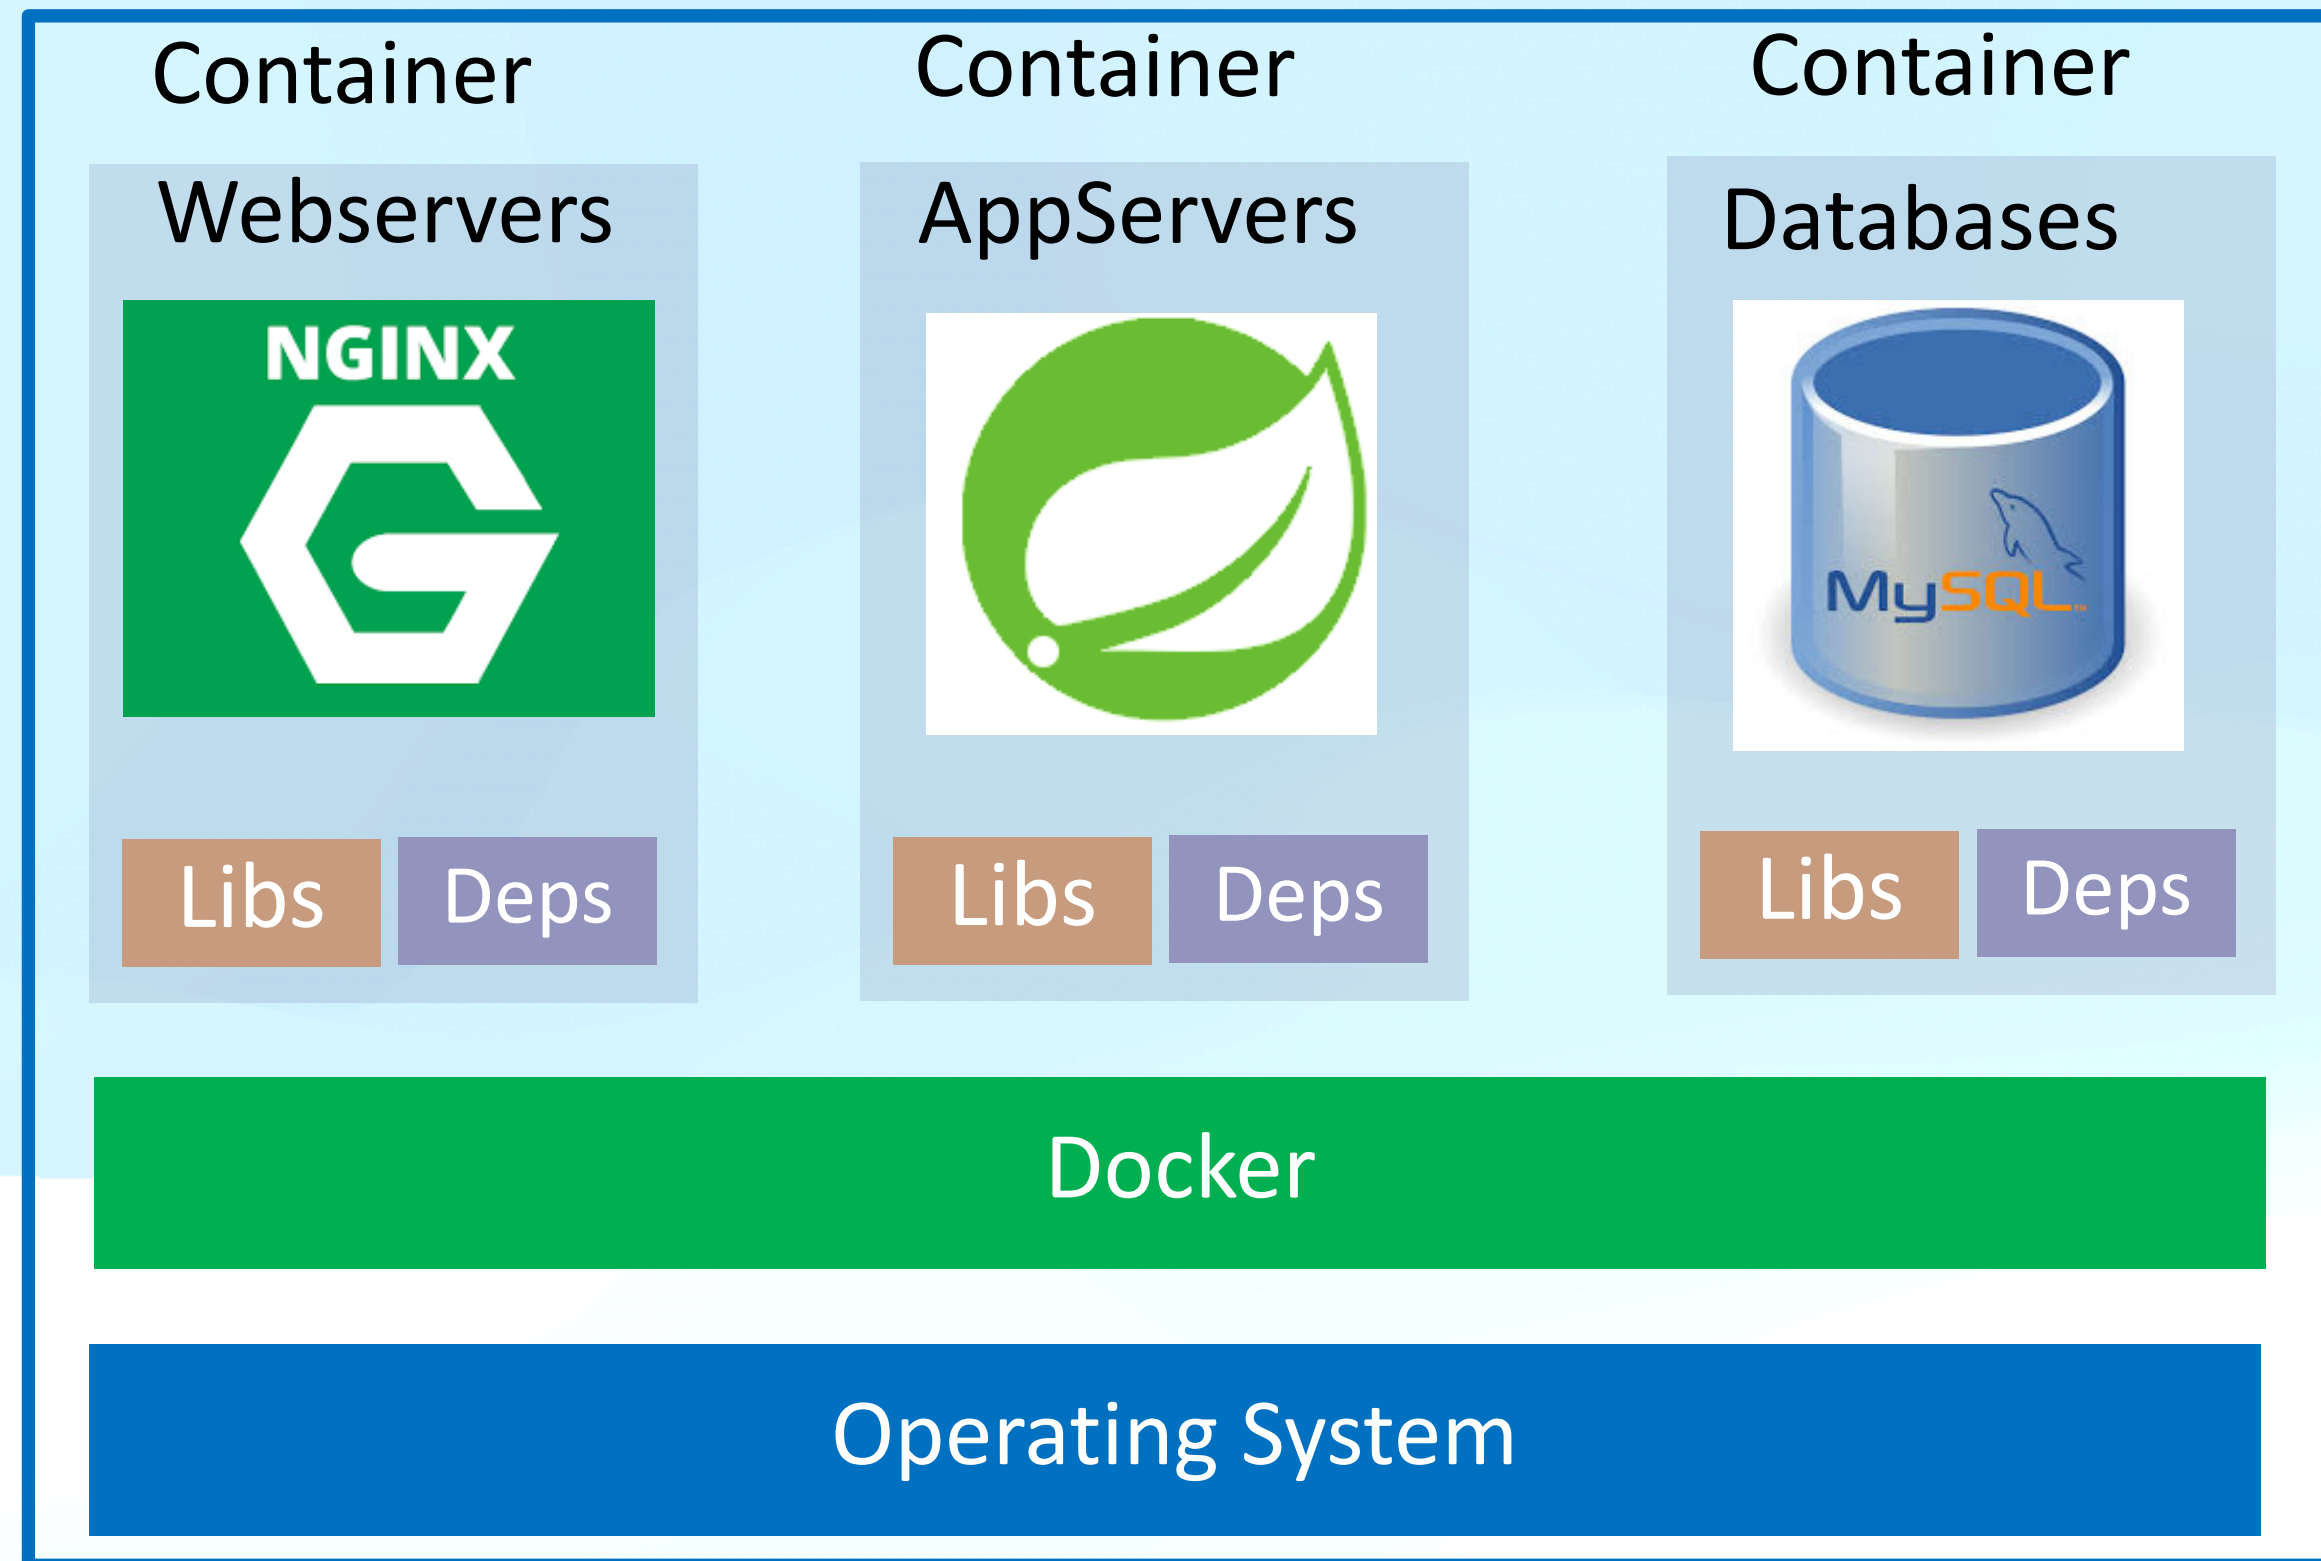 Container
Container
Container
Webservers
AppServers
Databases
NGINX
MySQL
Libs
Deps
Libs
Deps
Libs
Deps
Docker
Operating System